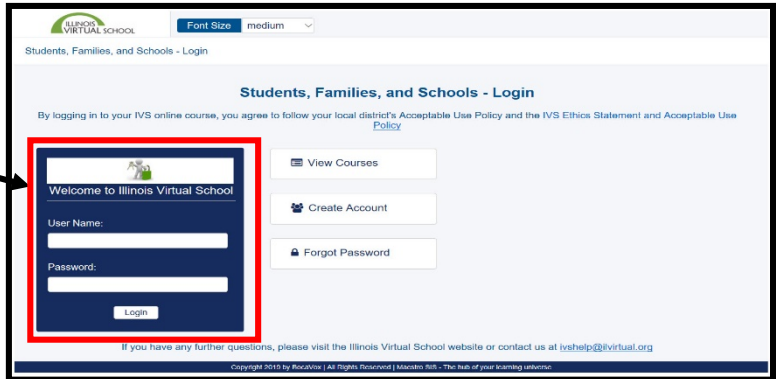 ILLINOIS
VIRTUAL SCHOOL
Font Size medium
Students, Families, and Schools - Login
Students, Families, and Schools - Login
By logging in to your IVS online course, you agree to follow your local district's Acceptable Use Policy and the IVS Ethics Statement and Acceptable Use
Policy
Welcome to Illinois Virtual School
User Name:
Password:
Login
View Courses
Create Account
Forgot Password
If you have any further questions, please visit the Illinois Virtual School website or contact us at ivshelp@ilvirtual.org
Copyright 2019 by BocaVox | All Rights Reserved | Maestro SIS - The hub of your learning universe